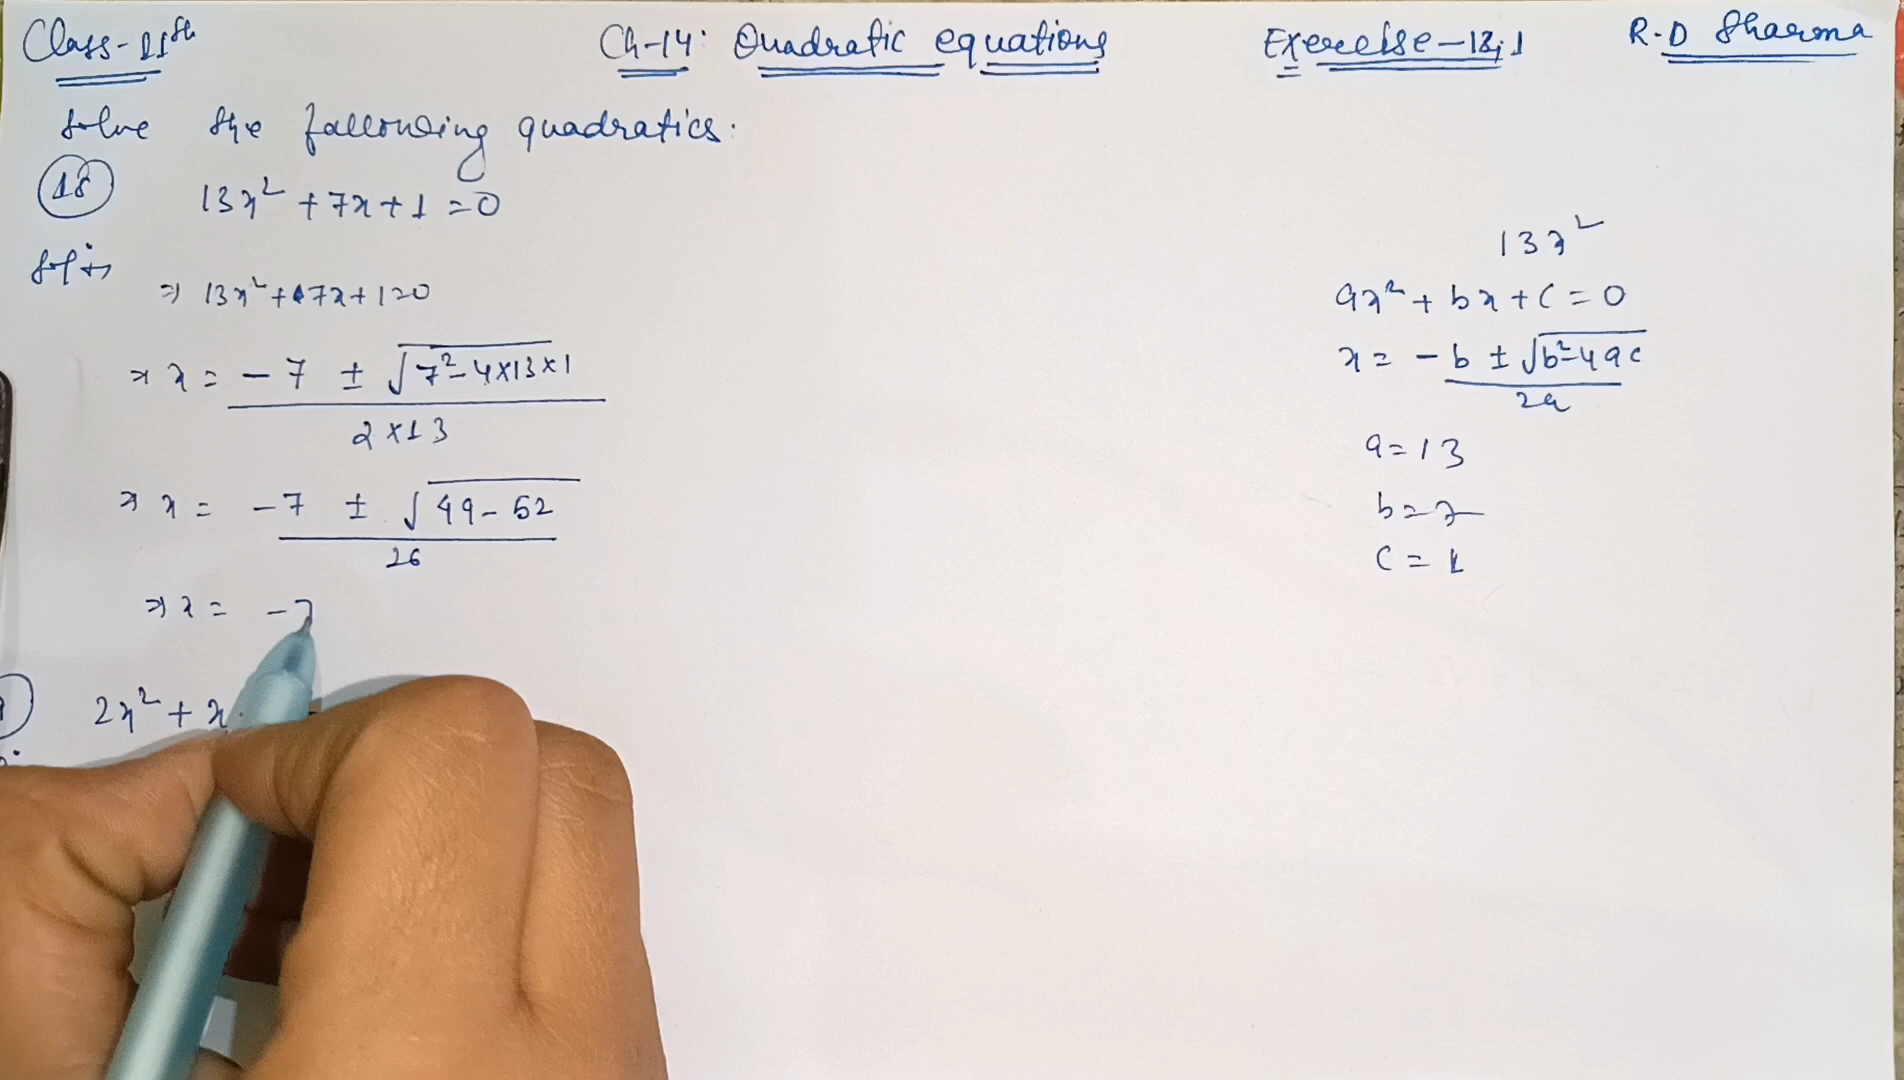 Class-11th Ch-14: Quadratic equations Exercise-13.1 R.D Sharma
Solve the following quadratics.
18 13x² + 7x + 1 = 0
Solⁿ
⇒ 13x² + 7x + 1 = 0
⇒ x = - 7 ± √7² - 4×13×1
2 × 13
⇒ x = - 7 ± √49 - 52
26
⇒ x = - 7
2x² + x
13x²
ax² + bx + c = 0
x = - b ± √b² - 4ac
2a
a = 13
b = 7
c = 1